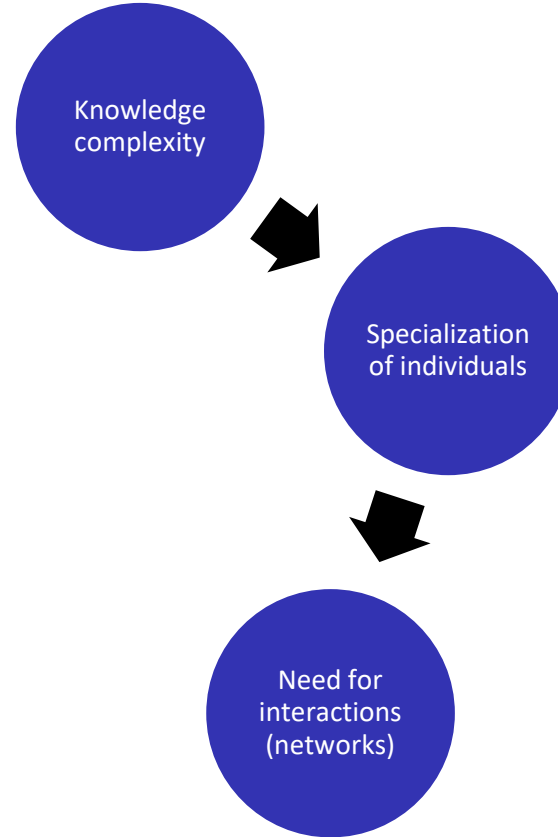 Knowledge
complexity
Specialization
of individuals
Need for
interactions
(networks)